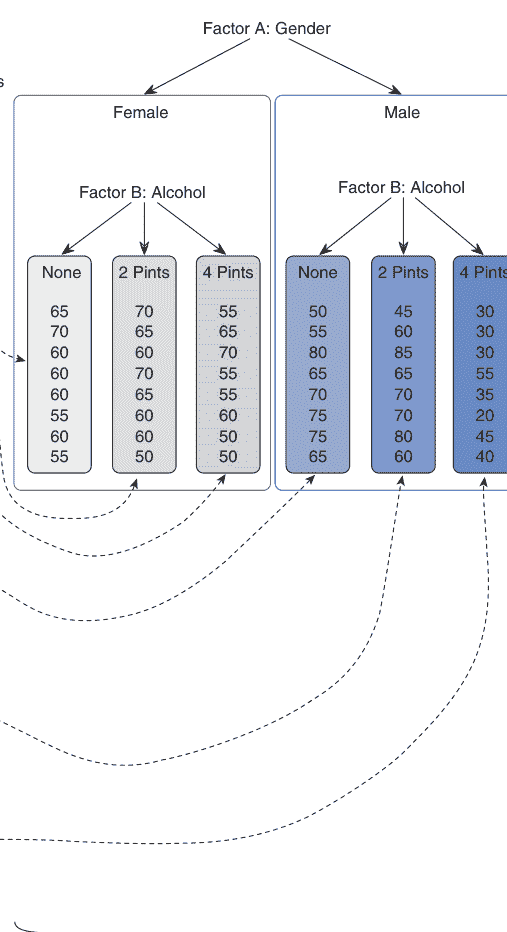 Factor A: Gender
s
Female
Male
Factor B: Alcohol
Factor B: Alcohol
None 2 Pints 4 Pints None 2 Pints 4 Pints
65 70 55 50 45 30
70 65 65 55 60 30
60 60 70 80 85 30
60 70 55 65 65 55
60 65 55 70 70 35
55 60 60 75 70 20
60 60 50 75 80 45
55 50 50 65 60 40